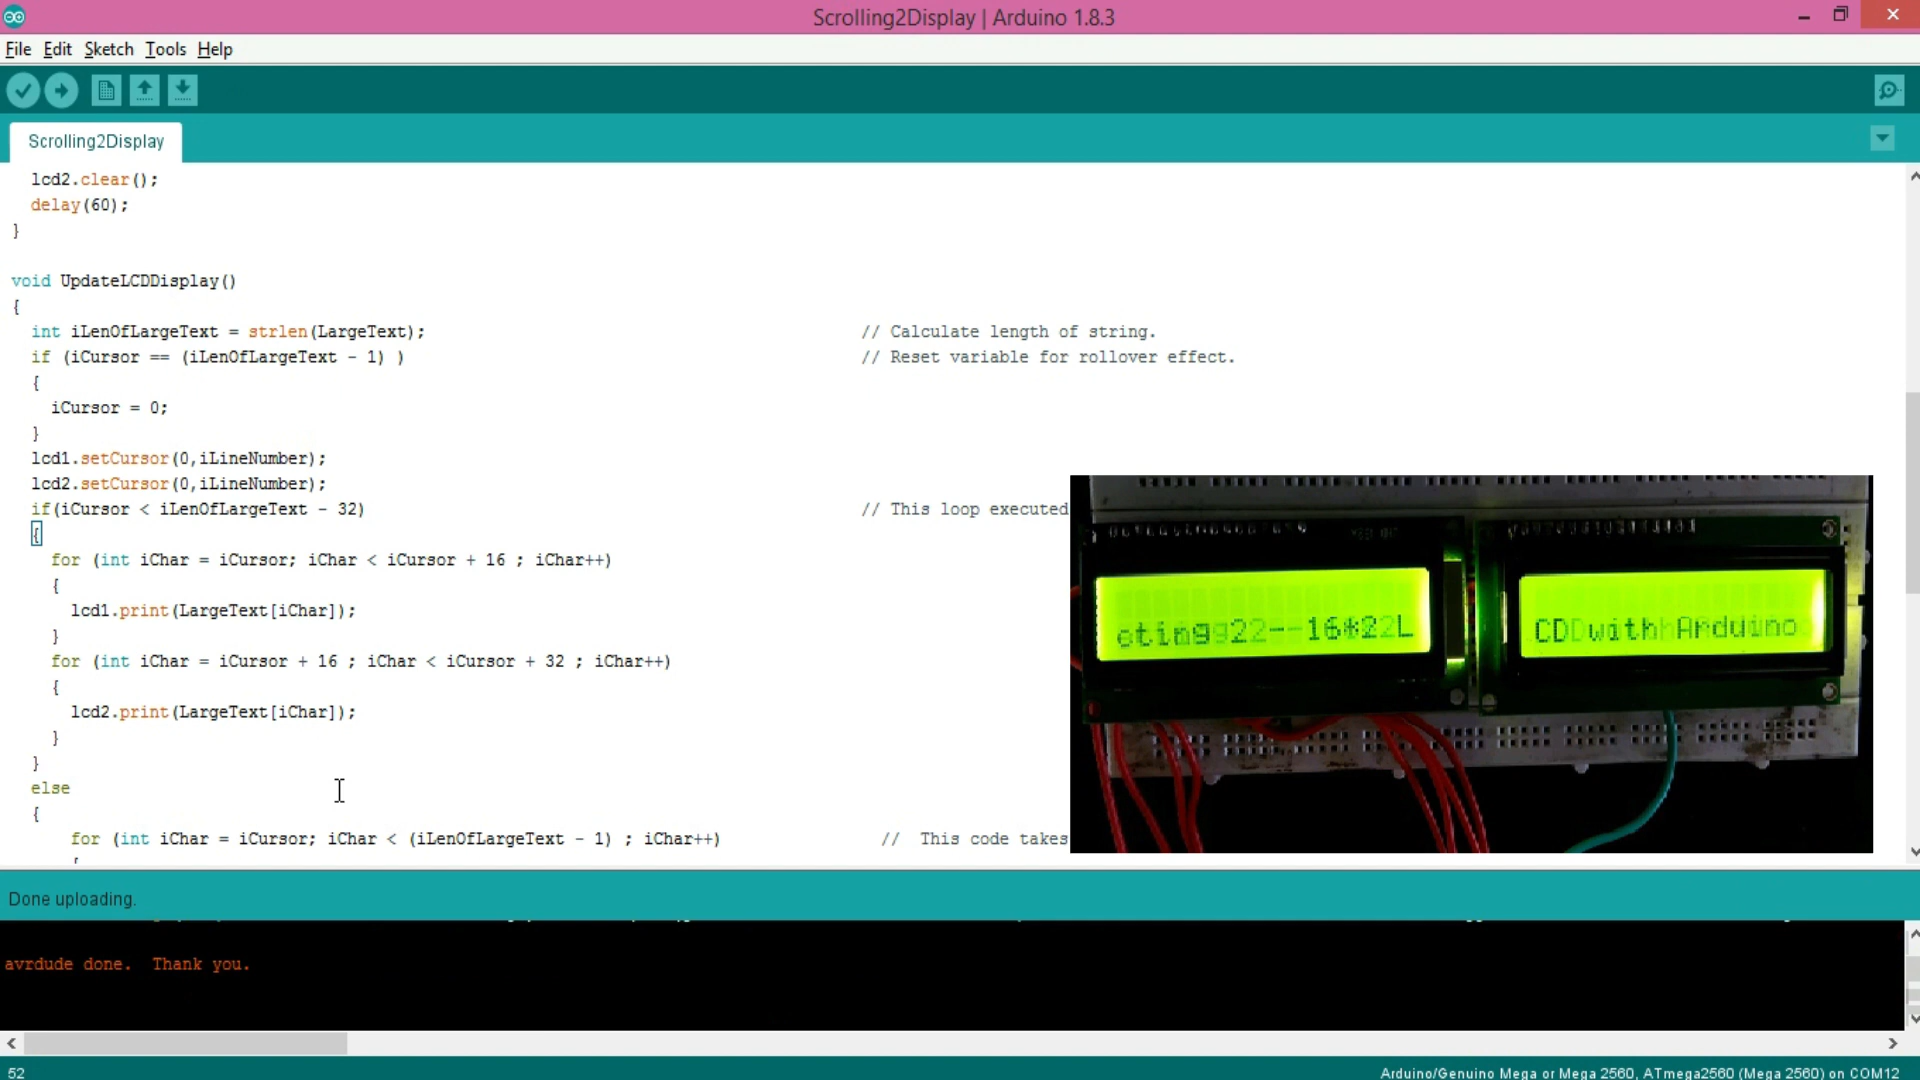 Scrolling2Display | Arduino 1.8.3
File Edit Sketch Tools Help
Scrolling2Display
lcd2.clear();
delay(60);
}
void UpdateLCDDisplay()
{
int iLenOfLargeText = strlen(LargeText); // Calculate length of string.
if (iCursor == (iLenOfLargeText - 1) ) // Reset variable for rollover effect.
{
iCursor = 0;
}
lcd1.setCursor(0,iLineNumber);
lcd2.setCursor(0,iLineNumber);
if(iCursor < iLenOfLargeText - 32) // This loop executed
{
for (int iChar = iCursor; iChar < iCursor + 16 ; iChar++)
{
lcd1.print(LargeText[iChar]);
}
for (int iChar = iCursor + 16 ; iChar < iCursor + 32 ; iChar++)
{
lcd2.print(LargeText[iChar]);
}
}
else
{
for (int iChar = iCursor; iChar < (iLenOfLargeText - 1) ; iChar++) // This code takes
{
Done uploading.
avrdude done. Thank you.
52 Arduino/Genuino Mega or Mega 2560, ATmega2560 (Mega 2560) on COM12